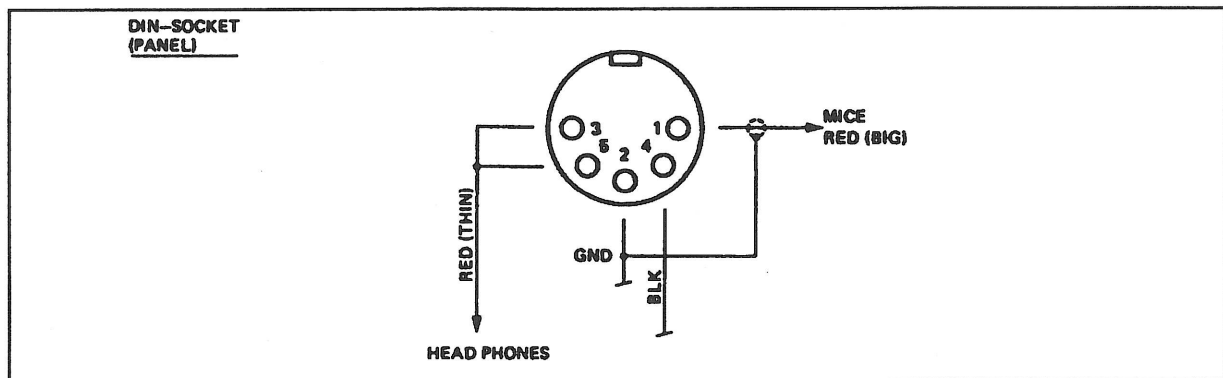 DIN-SOCKET
(PANEL)
3
1
5
2
4
MICE
RED (BIG)
RED (THIN)
GND
BLK
HEAD PHONES